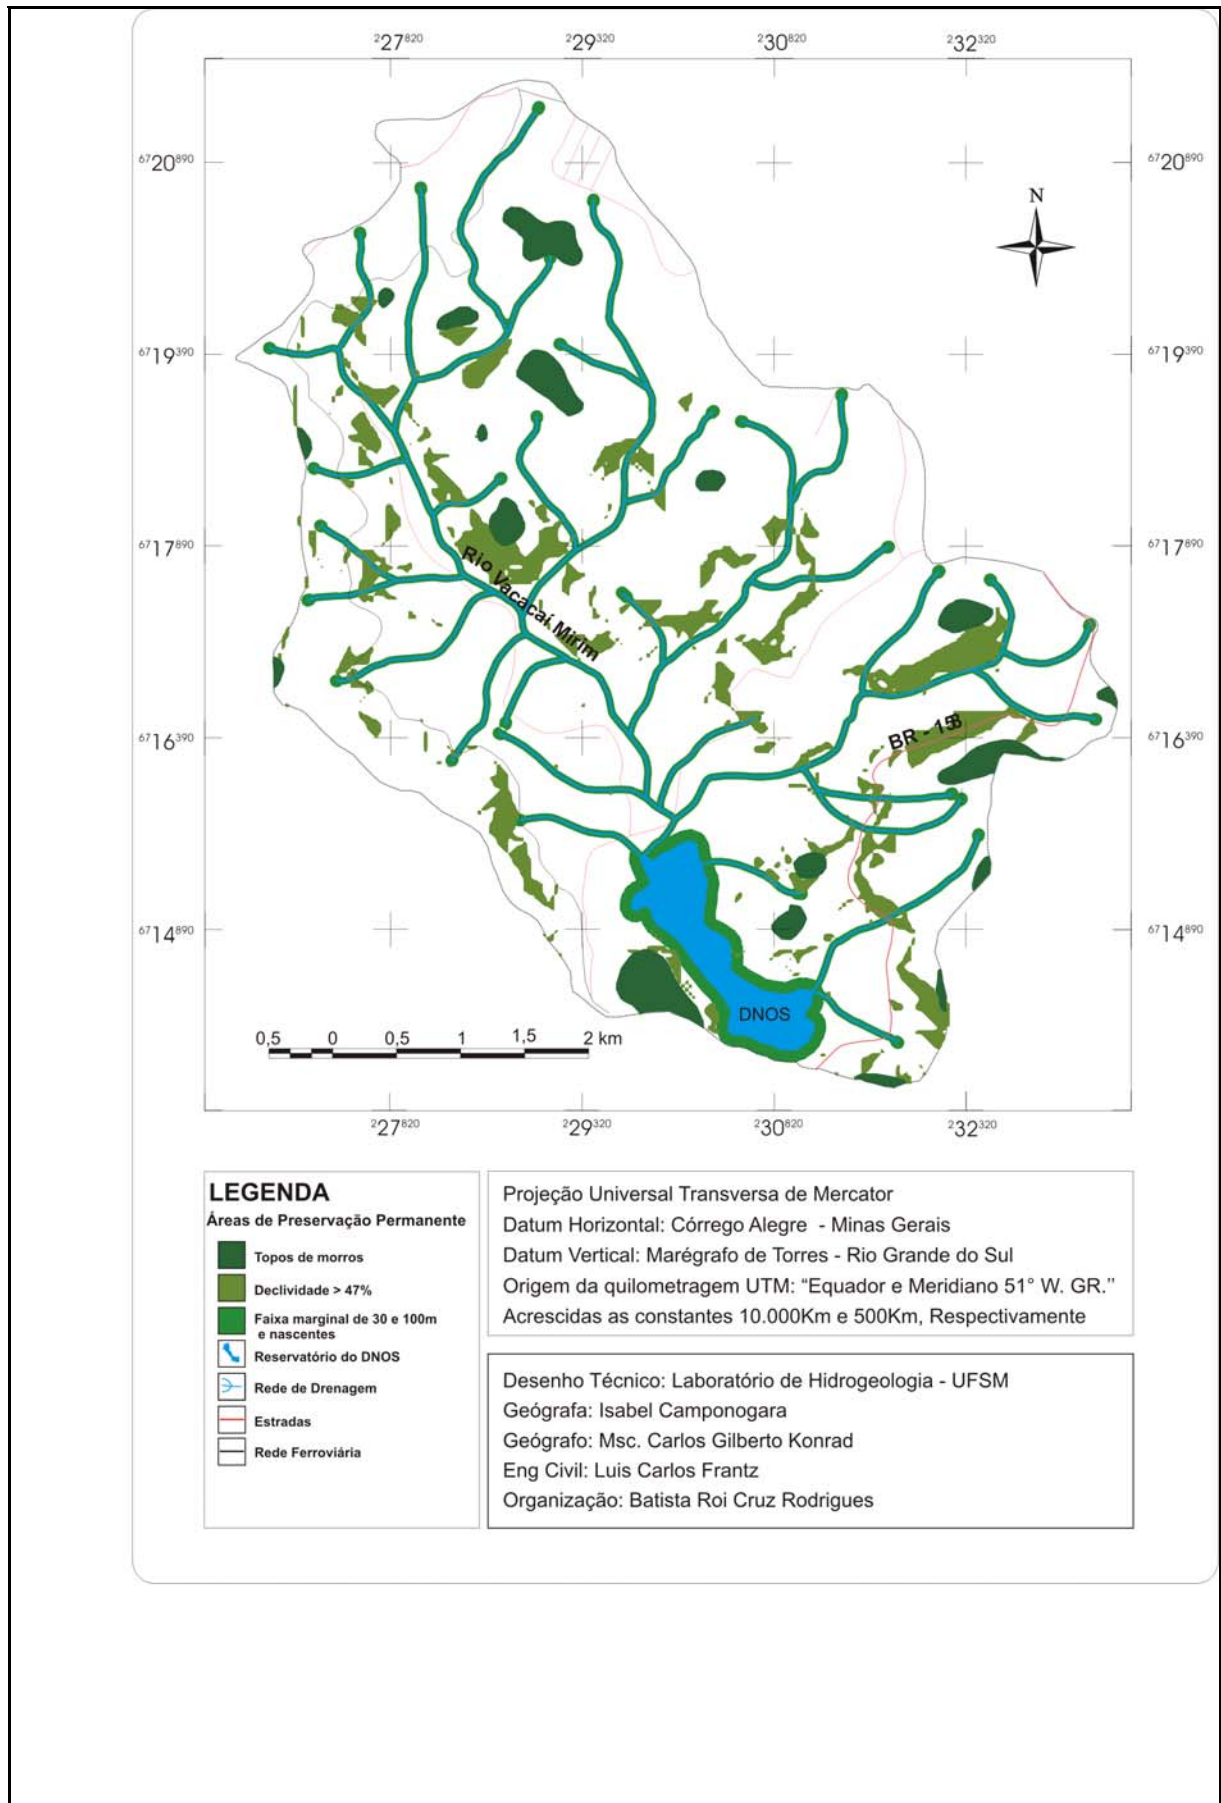 ²27⁸²⁰ ²29³²⁰ ²30⁸²⁰ ²32³²⁰
⁶⁷20⁸⁹⁰ ⁶⁷20⁸⁹⁰
N
⁶⁷19³⁹⁰ ⁶⁷19³⁹⁰
⁶⁷17⁸⁹⁰ ⁶⁷17⁸⁹⁰
Rio Vacacaí Mirim
⁶⁷16³⁹⁰ ⁶⁷16³⁹⁰
BR - 158
⁶⁷14⁸⁹⁰ ⁶⁷14⁸⁹⁰
DNOS
0,5 0 0,5 1 1,5 2 km
²27⁸²⁰ ²29³²⁰ ²30⁸²⁰ ²32³²⁰
LEGENDA
Áreas de Preservação Permanente
Topos de morros
Declividade > 47%
Faixa marginal de 30 e 100m
e nascentes
Reservatório do DNOS
Rede de Drenagem
Estradas
Rede Ferroviária
Projeção Universal Transversa de Mercator
Datum Horizontal: Córrego Alegre - Minas Gerais
Datum Vertical: Marégrafo de Torres - Rio Grande do Sul
Origem da quilometragem UTM: “Equador e Meridiano 51° W. GR.”
Acrescidas as constantes 10.000Km e 500Km, Respectivamente
Desenho Técnico: Laboratório de Hidrogeologia - UFSM
Geógrafa: Isabel Camponogara
Geógrafo: Msc. Carlos Gilberto Konrad
Eng Civil: Luis Carlos Frantz
Organização: Batista Roi Cruz Rodrigues